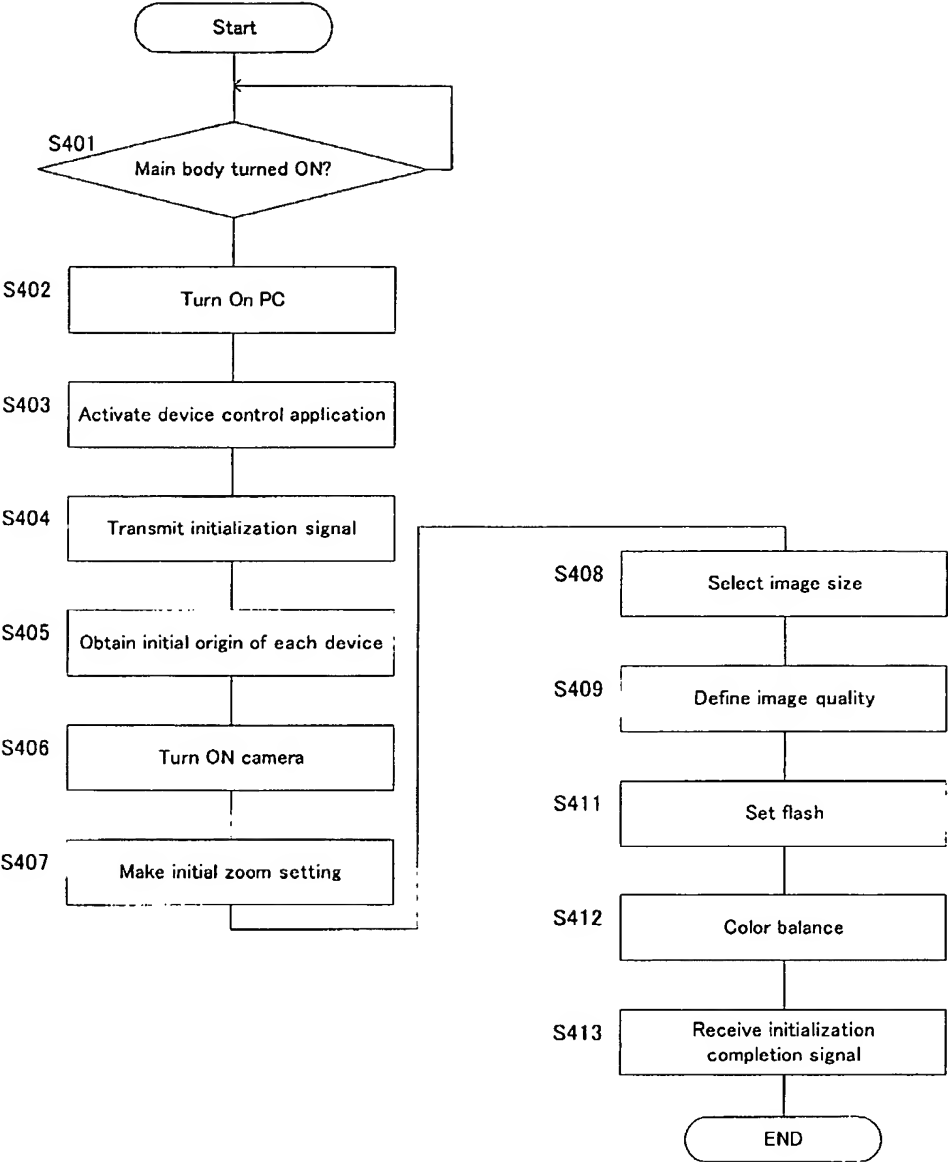 Start
S401
Main body turned ON?
S402
Turn On PC
S403
Activate device control application
S404
Transmit initialization signal
S405
Obtain initial origin of each device
S406
Turn ON camera
S407
Make initial zoom setting
S408
Select image size
S409
Define image quality
S411
Set flash
S412
Color balance
S413
Receive initialization
completion signal
END